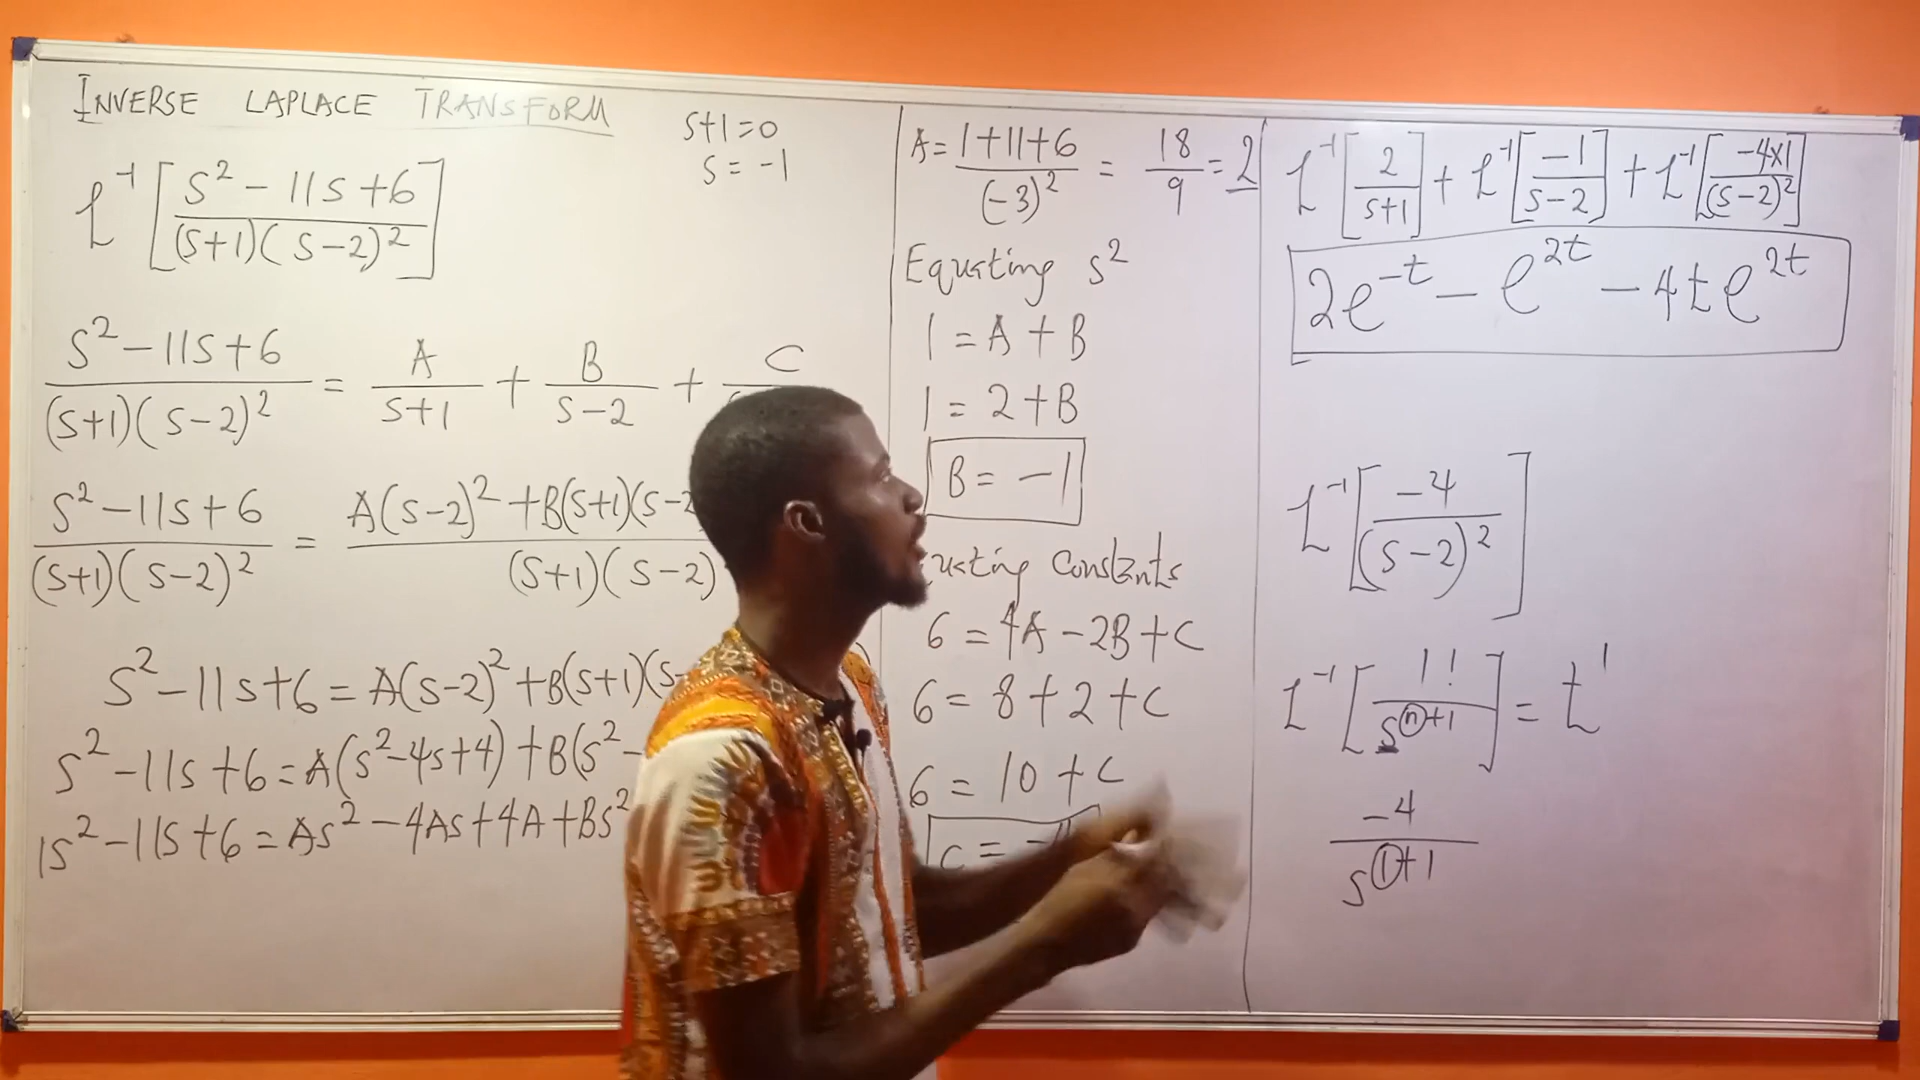 INVERSE LAPLACE TRANSFORM
s+1=0
s = -1
L⁻¹ [ (s² - 11s + 6) / ((s+1)(s-2)²) ]
(s² - 11s + 6) / ((s+1)(s-2)²) = A/(s+1) + B/(s-2) + C
(s² - 11s + 6) / ((s+1)(s-2)²) = A(s-2)² + B(s+1)(s- / (s+1)(s-2)
s² - 11s + 6 = A(s-2)² + B(s+1)(s-
s² - 11s + 6 = A(s² - 4s + 4) + B(s² -
1s² - 11s + 6 = As² - 4As + 4A + Bs²
A = (1+11+6) / (-3)² = 18/9 = 2
Equating s²
1 = A + B
1 = 2 + B
B = -1
Constants
6 = 4A - 2B + C
6 = 8 + 2 + C
6 = 10 + C
C = -
L⁻¹ [ 2/(s+1) ] + L⁻¹ [ -1/(s-2) ] + L⁻¹ [ -4×1/(s-2)² ]
2e^(-t) - e^(2t) - 4te^(2t)
L⁻¹ [ -4/(s-2)² ]
L⁻¹ [ 1!/s^(n+1) ] = t¹
-4/s^(1+1)